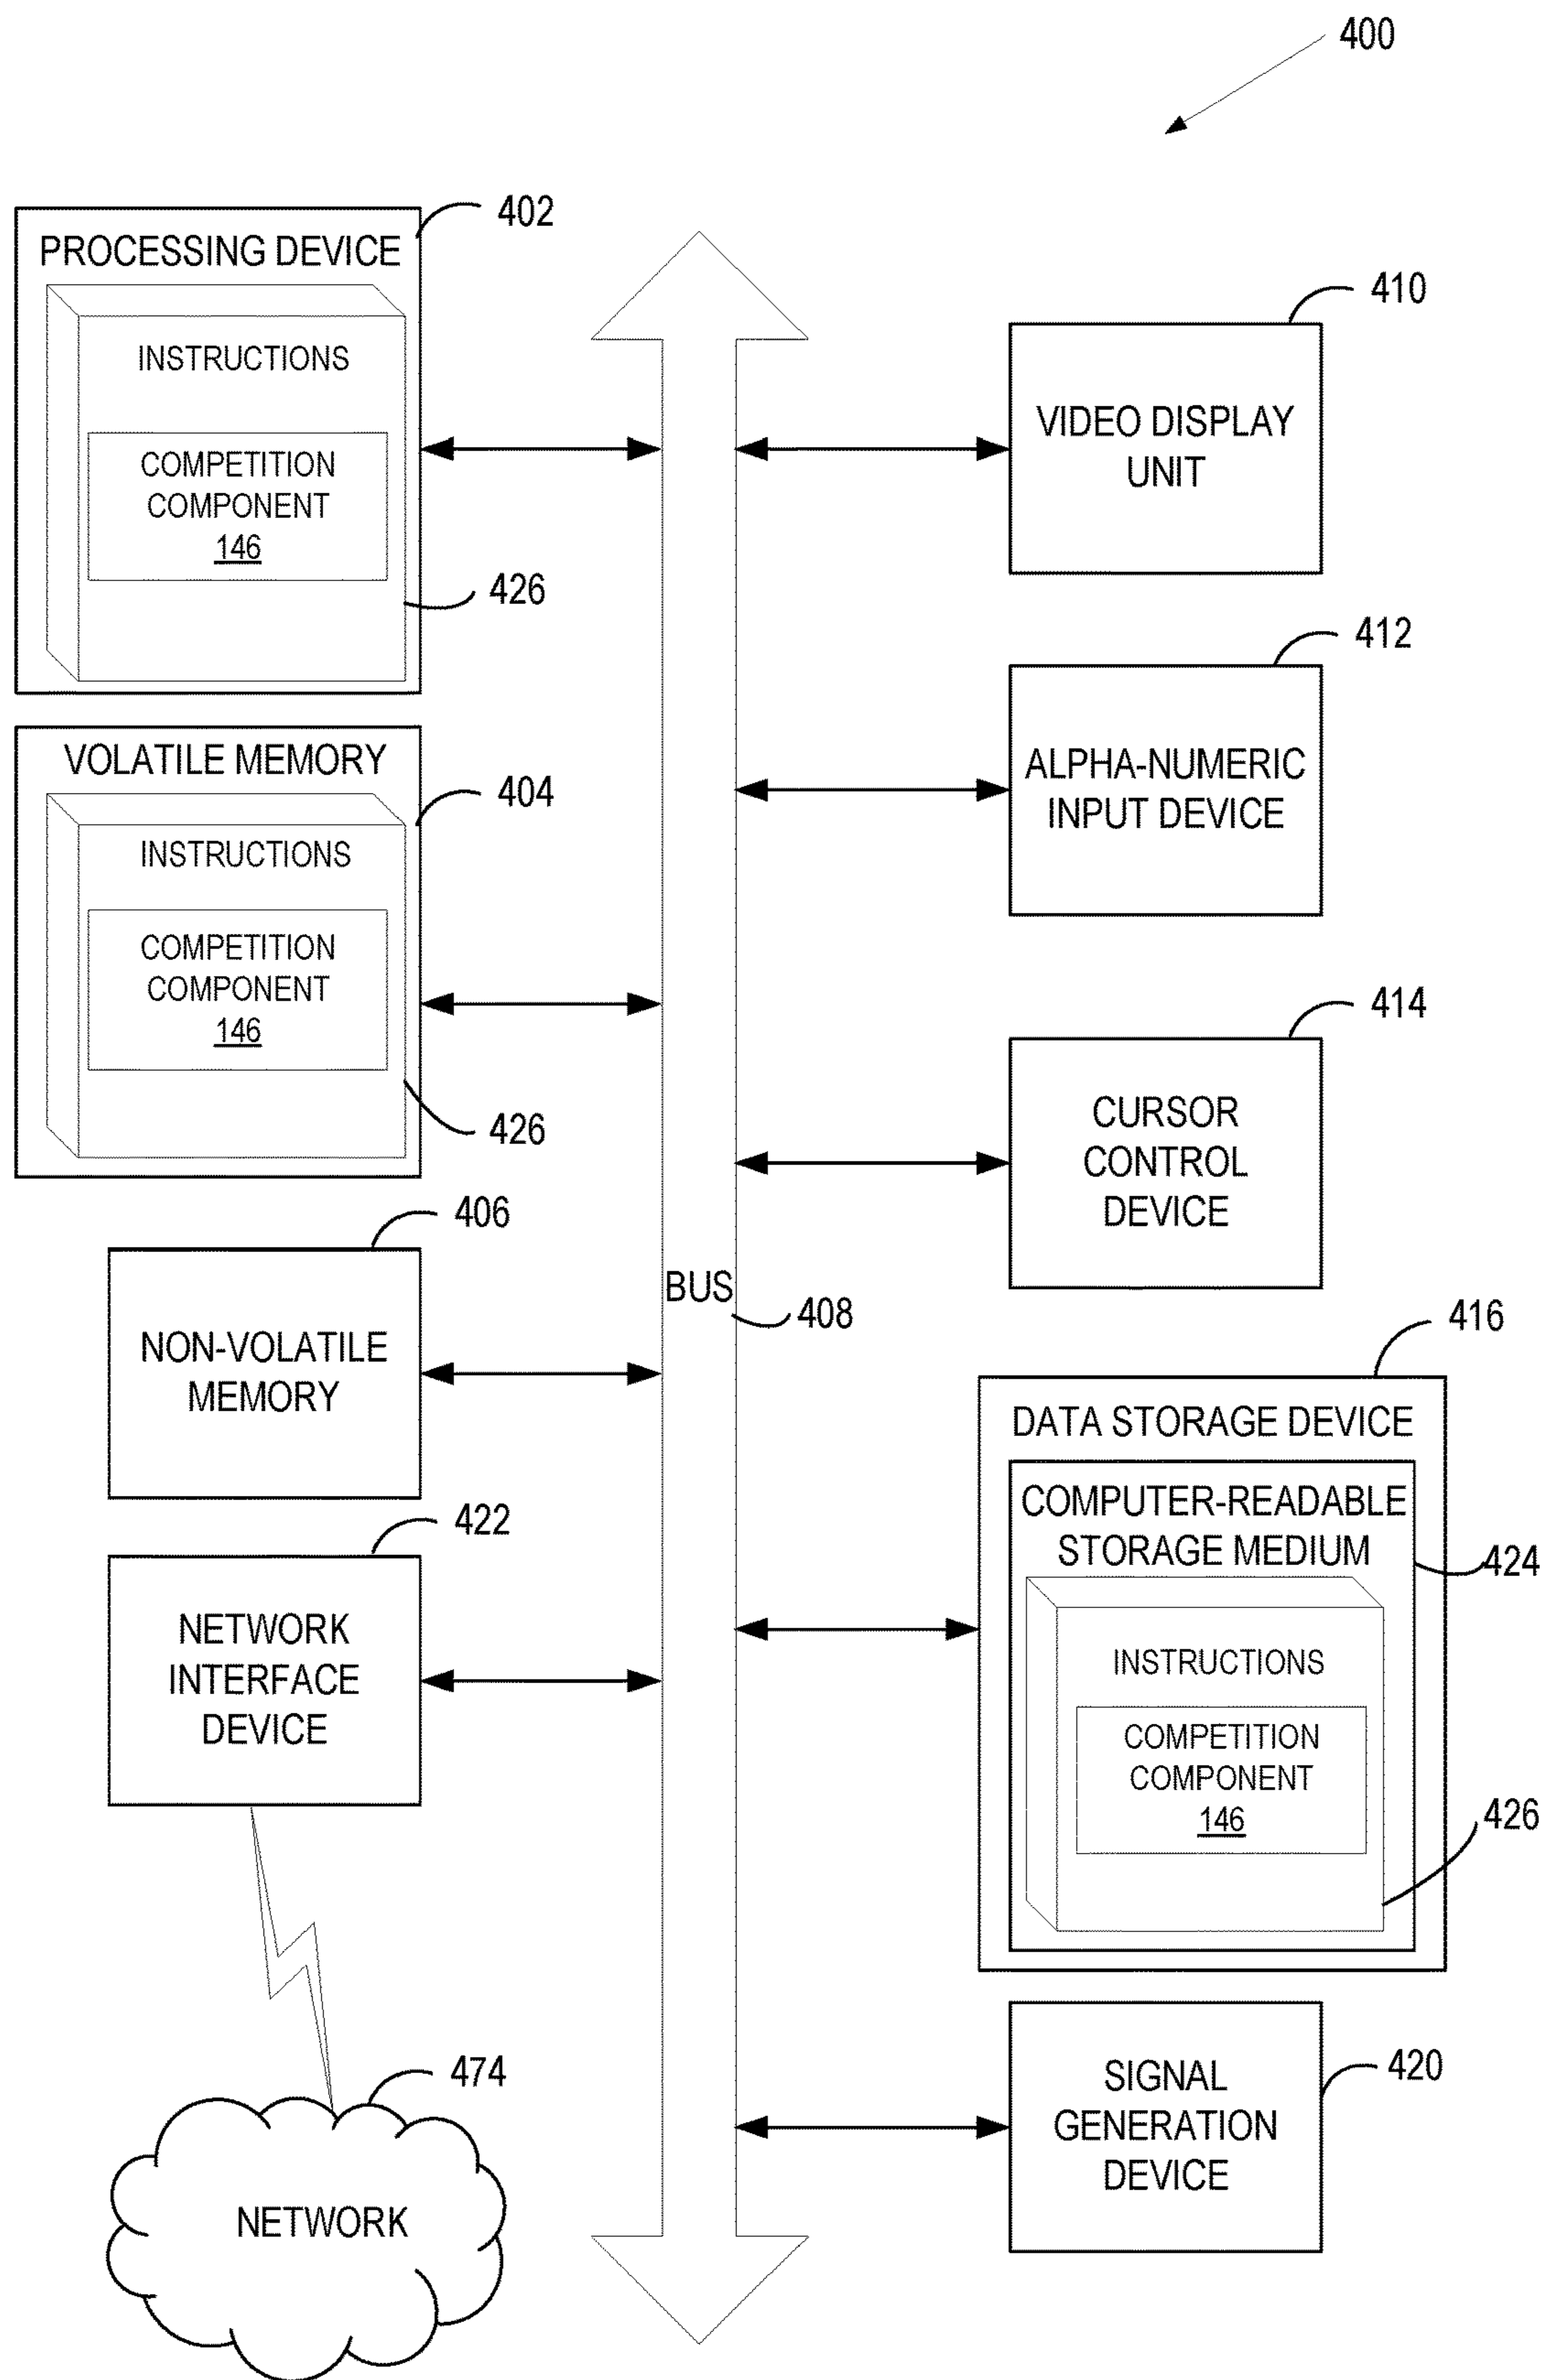 400
402
PROCESSING DEVICE
INSTRUCTIONS
COMPETITION
COMPONENT
146
426
VOLATILE MEMORY
404
INSTRUCTIONS
COMPETITION
COMPONENT
146
426
406
NON-VOLATILE
MEMORY
422
NETWORK
INTERFACE
DEVICE
474
NETWORK
BUS
408
410
VIDEO DISPLAY
UNIT
412
ALPHA-NUMERIC
INPUT DEVICE
414
CURSOR
CONTROL
DEVICE
416
DATA STORAGE DEVICE
COMPUTER-READABLE
STORAGE MEDIUM
424
INSTRUCTIONS
COMPETITION
COMPONENT
146
426
SIGNAL
GENERATION
DEVICE
420